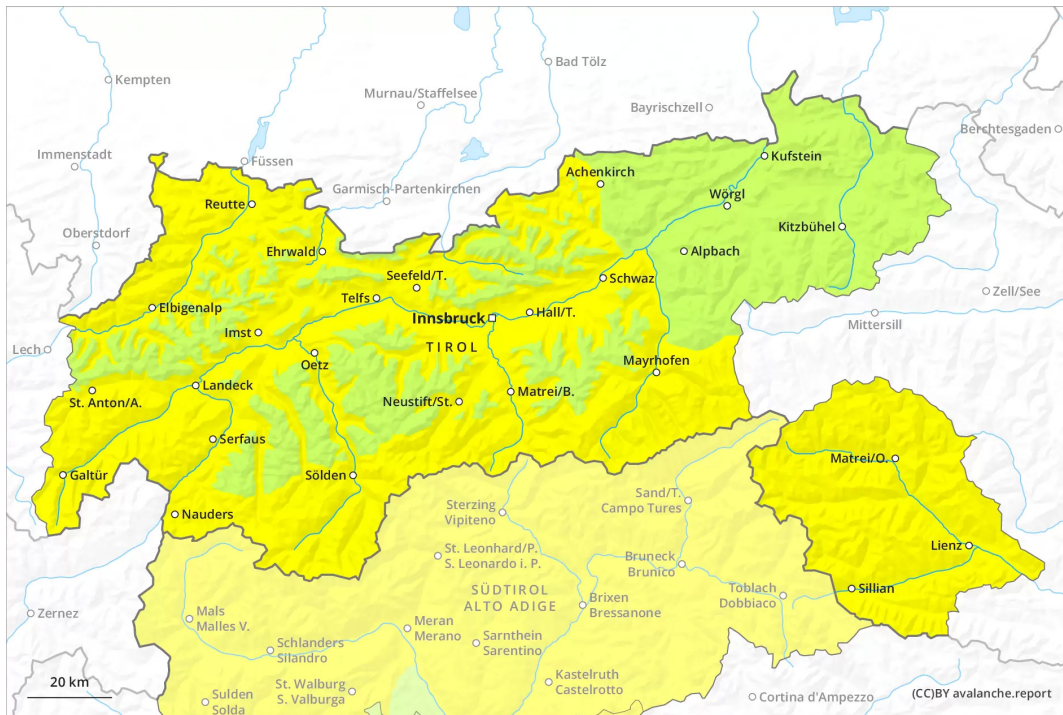 Kempten
Bad Tölz
Murnau/Staffelsee
Bayrischzell
Berchtesgaden
Immenstadt
Füssen
Kufstein
Achenkirch
Garmisch-Partenkirchen
Reutte
Wörgl
Oberstdorf
Kitzbühel
Ehrwald
Alpbach
Seefeld/T.
Schwaz
Zell/See
Telfs
Elbigenalp
Innsbruck
Hall/T.
Mittersill
Imst
TIROL
Lech
Oetz
Mayrhofen
Landeck
St. Anton/A.
Neustift/St.
Matrei/B.
Serfaus
Matrei/O.
Galtür
Sölden
Sand/T.
Campo Tures
Sterzing
Vipiteno
Nauders
Lienz
St. Leonhard/P.
S. Leonardo i. P.
Bruneck
Brunico
SÜDTIROL
ALTO ADIGE
Sillian
Toblach
Dobbiaco
Brixen
Bressanone
Zernez
Mals
Malles V.
Meran
Merano
Sarnthein
Sarentino
Schlanders
Silandro
Kastelruth
Castelrotto
20 km
St. Walburg
S. Valburga
Sulden
Solda
Cortina d'Ampezzo
(CC)BY avalanche.report